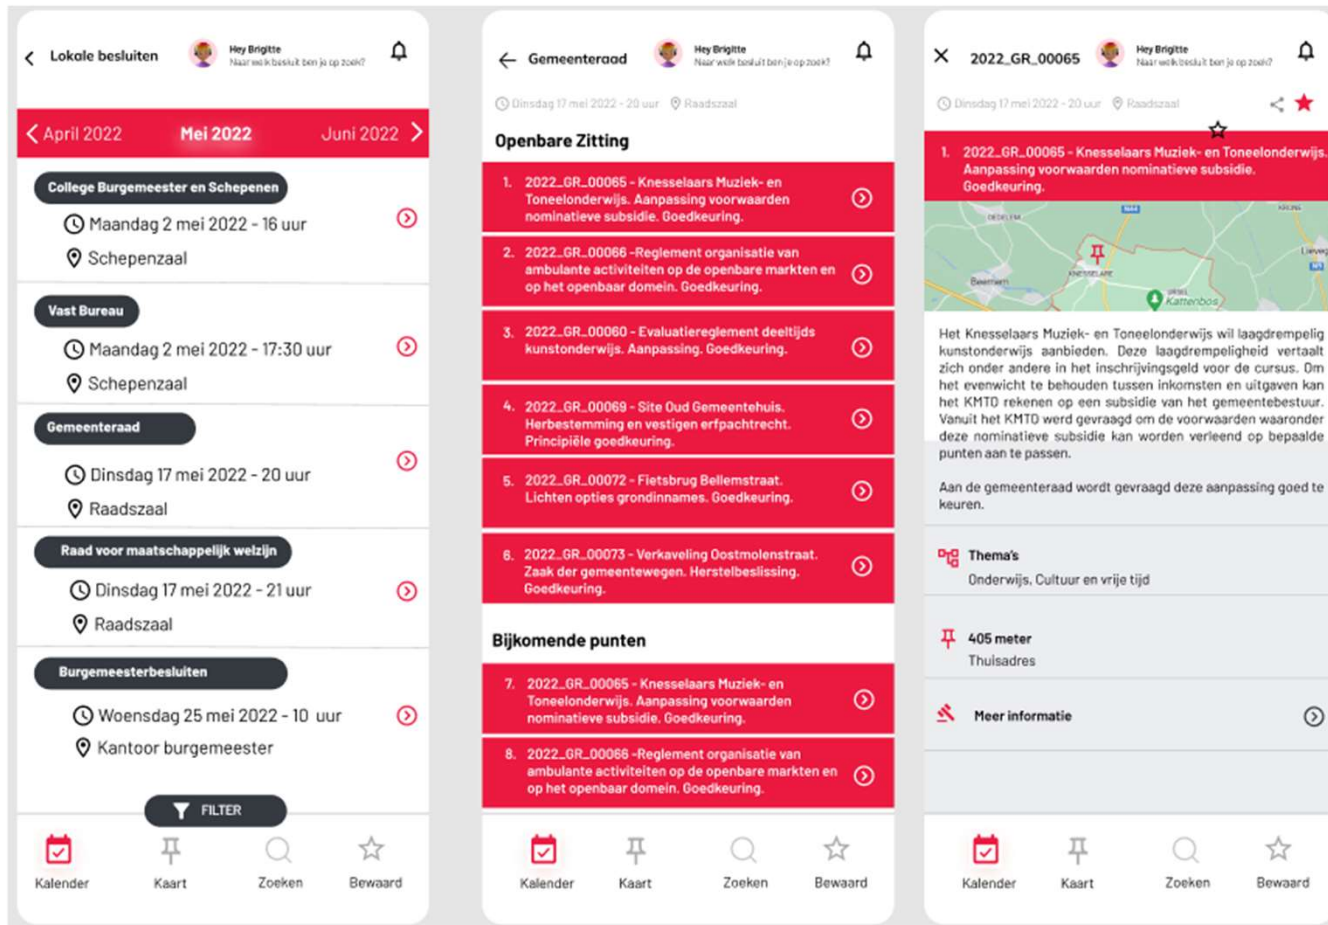 Lokale besluiten
Hey Brigitte
Naar welk besluit ben je op zoek?
April 2022
Mei 2022
Juni 2022
College Burgemeester en Schepenen
Maandag 2 mei 2022 - 16 uur
Schepenzaal
Vast Bureau
Maandag 2 mei 2022 - 17:30 uur
Schepenzaal
Gemeenteraad
Dinsdag 17 mei 2022 - 20 uur
Raadszaal
Raad voor maatschappelijk welzijn
Dinsdag 17 mei 2022 - 21 uur
Raadszaal
Burgemeesterbesluiten
Woensdag 25 mei 2022 - 10 uur
Kantoor burgemeester
FILTER
Kalender
Kaart
Zoeken
Bewaard
Gemeenteraad
Hey Brigitte
Naar welk besluit ben je op zoek?
Dinsdag 17 mei 2022 - 20 uur
Raadszaal
Openbare Zitting
1. 2022_GR_00065 - Knesselaars Muziek- en
Toneelonderwijs. Aanpassing voorwaarden
nominatieve subsidie. Goedkeuring.
2. 2022_GR_00066 -Reglement organisatie van
ambulante activiteiten op de openbare markten en
op het openbaar domein. Goedkeuring.
3. 2022_GR_00060 - Evaluatiereglement deeltijds
kunstonderwijs. Aanpassing. Goedkeuring.
4. 2022_GR_00069 - Site Oud Gemeentehuis.
Herbestemming en vestigen erfpachtrecht.
Principiële goedkeuring.
5. 2022_GR_00072 - Fietsbrug Bellemstraat.
Lichten opties grondinnames. Goedkeuring.
6. 2022_GR_00073 - Verkaveling Oostmolenstraat.
Zaak der gemeentewegen. Herstelbeslissing.
Goedkeuring.
Bijkomende punten
7. 2022_GR_00065 - Knesselaars Muziek- en
Toneelonderwijs. Aanpassing voorwaarden
nominatieve subsidie. Goedkeuring.
8. 2022_GR_00066 -Reglement organisatie van
ambulante activiteiten op de openbare markten en
op het openbaar domein. Goedkeuring.
Kalender
Kaart
Zoeken
Bewaard
2022_GR_00065
Hey Brigitte
Naar welk besluit ben je op zoek?
Dinsdag 17 mei 2022 - 20 uur
Raadszaal
1. 2022_GR_00065 - Knesselaars Muziek- en Toneelonderwijs.
Aanpassing voorwaarden nominatieve subsidie.
Goedkeuring.
OEDELEM
N44
KNESSELARE
Beernem
URSEL
Kattenbos
Het Knesselaars Muziek- en Toneelonderwijs wil laagdrempelig
kunstonderwijs aanbieden. Deze laagdrempeligheid vertaalt
zich onder andere in het inschrijvingsgeld voor de cursus. Om
het evenwicht te behouden tussen inkomsten en uitgaven kan
het KMTO rekenen op een subsidie van het gemeentebestuur.
Vanuit het KMTO werd gevraagd om de voorwaarden waaronder
deze nominatieve subsidie kan worden verleend op bepaalde
punten aan te passen.
Aan de gemeenteraad wordt gevraagd deze aanpassing goed te
keuren.
Thema's
Onderwijs, Cultuur en vrije tijd
405 meter
Thuisadres
Meer informatie
Kalender
Kaart
Zoeken
Bewaard